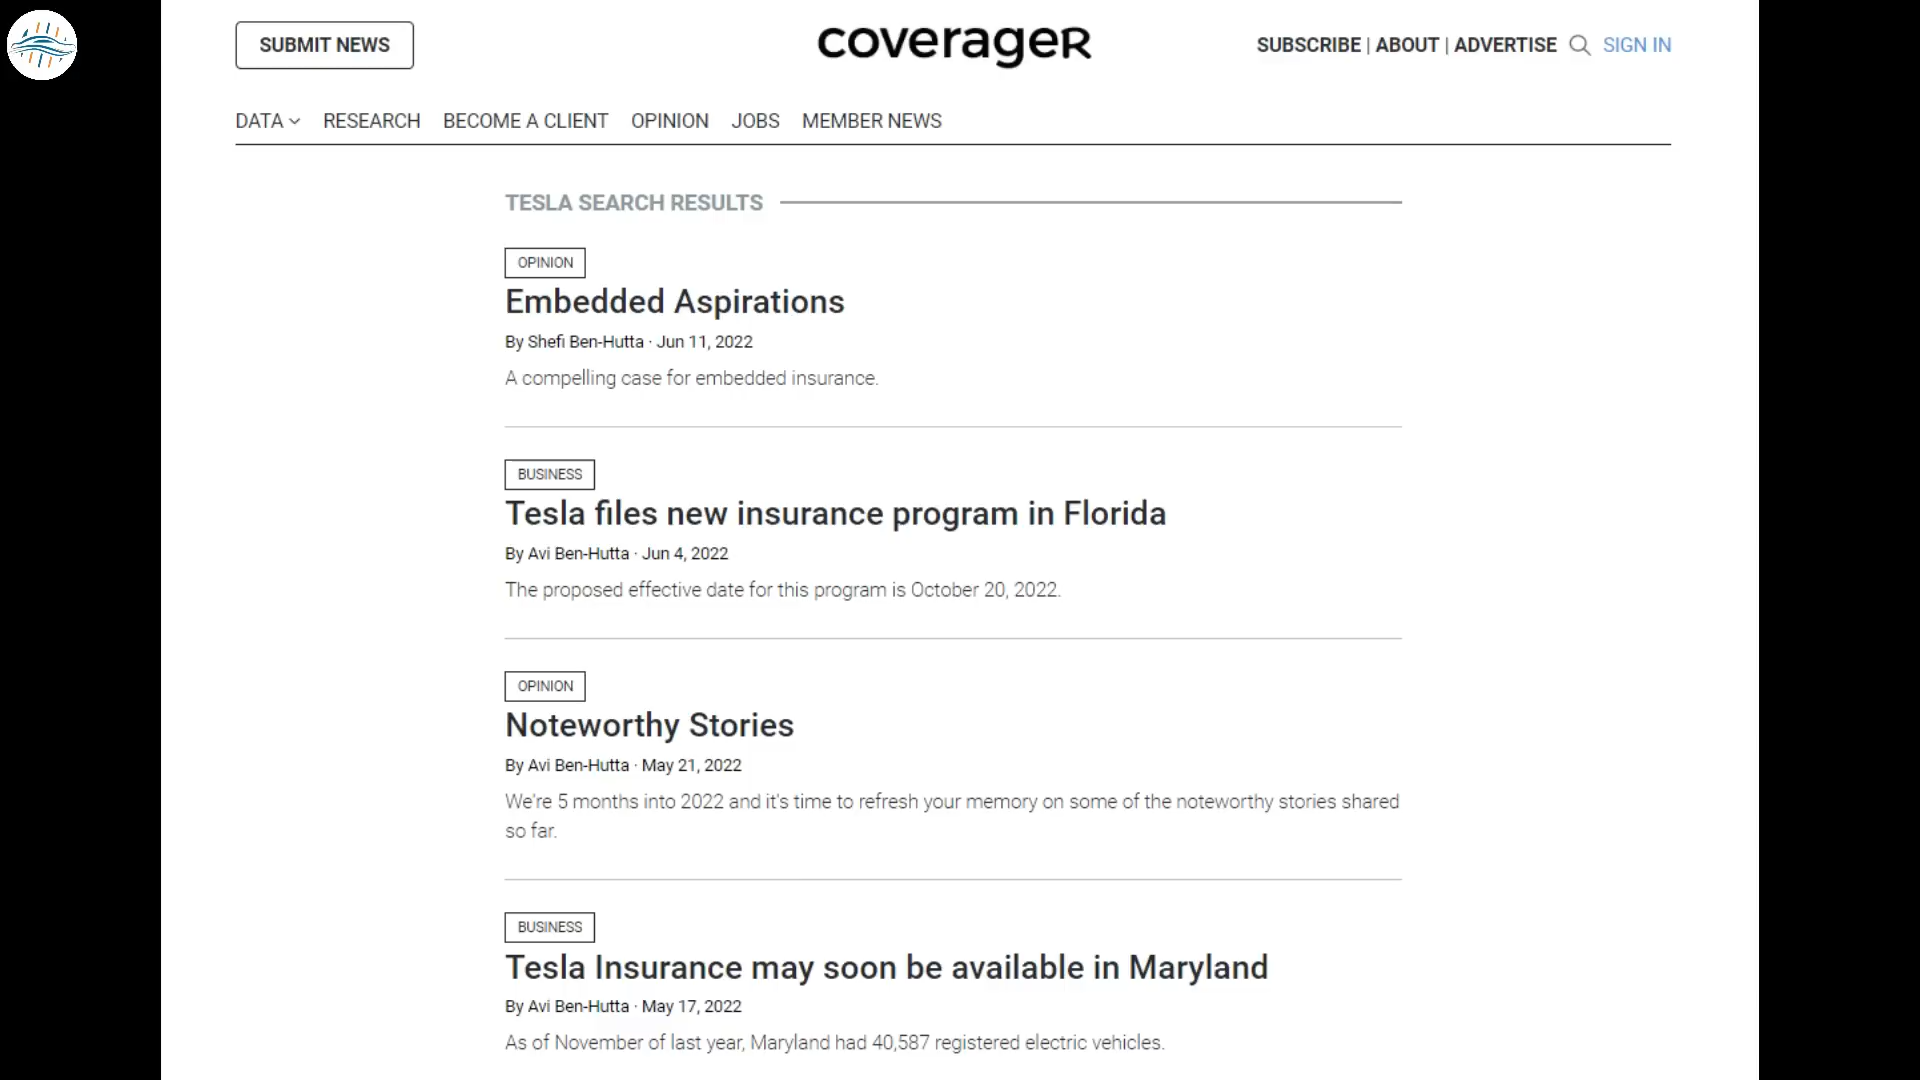 SUBMIT NEWS
coverageR
SUBSCRIBE | ABOUT | ADVERTISE SIGN IN
DATA RESEARCH BECOME A CLIENT OPINION JOBS MEMBER NEWS
TESLA SEARCH RESULTS
OPINION
Embedded Aspirations
By Shefi Ben-Hutta · Jun 11, 2022
A compelling case for embedded insurance.
BUSINESS
Tesla files new insurance program in Florida
By Avi Ben-Hutta · Jun 4, 2022
The proposed effective date for this program is October 20, 2022.
OPINION
Noteworthy Stories
By Avi Ben-Hutta · May 21, 2022
We're 5 months into 2022 and it's time to refresh your memory on some of the noteworthy stories shared
so far.
BUSINESS
Tesla Insurance may soon be available in Maryland
By Avi Ben-Hutta · May 17, 2022
As of November of last year, Maryland had 40,587 registered electric vehicles.